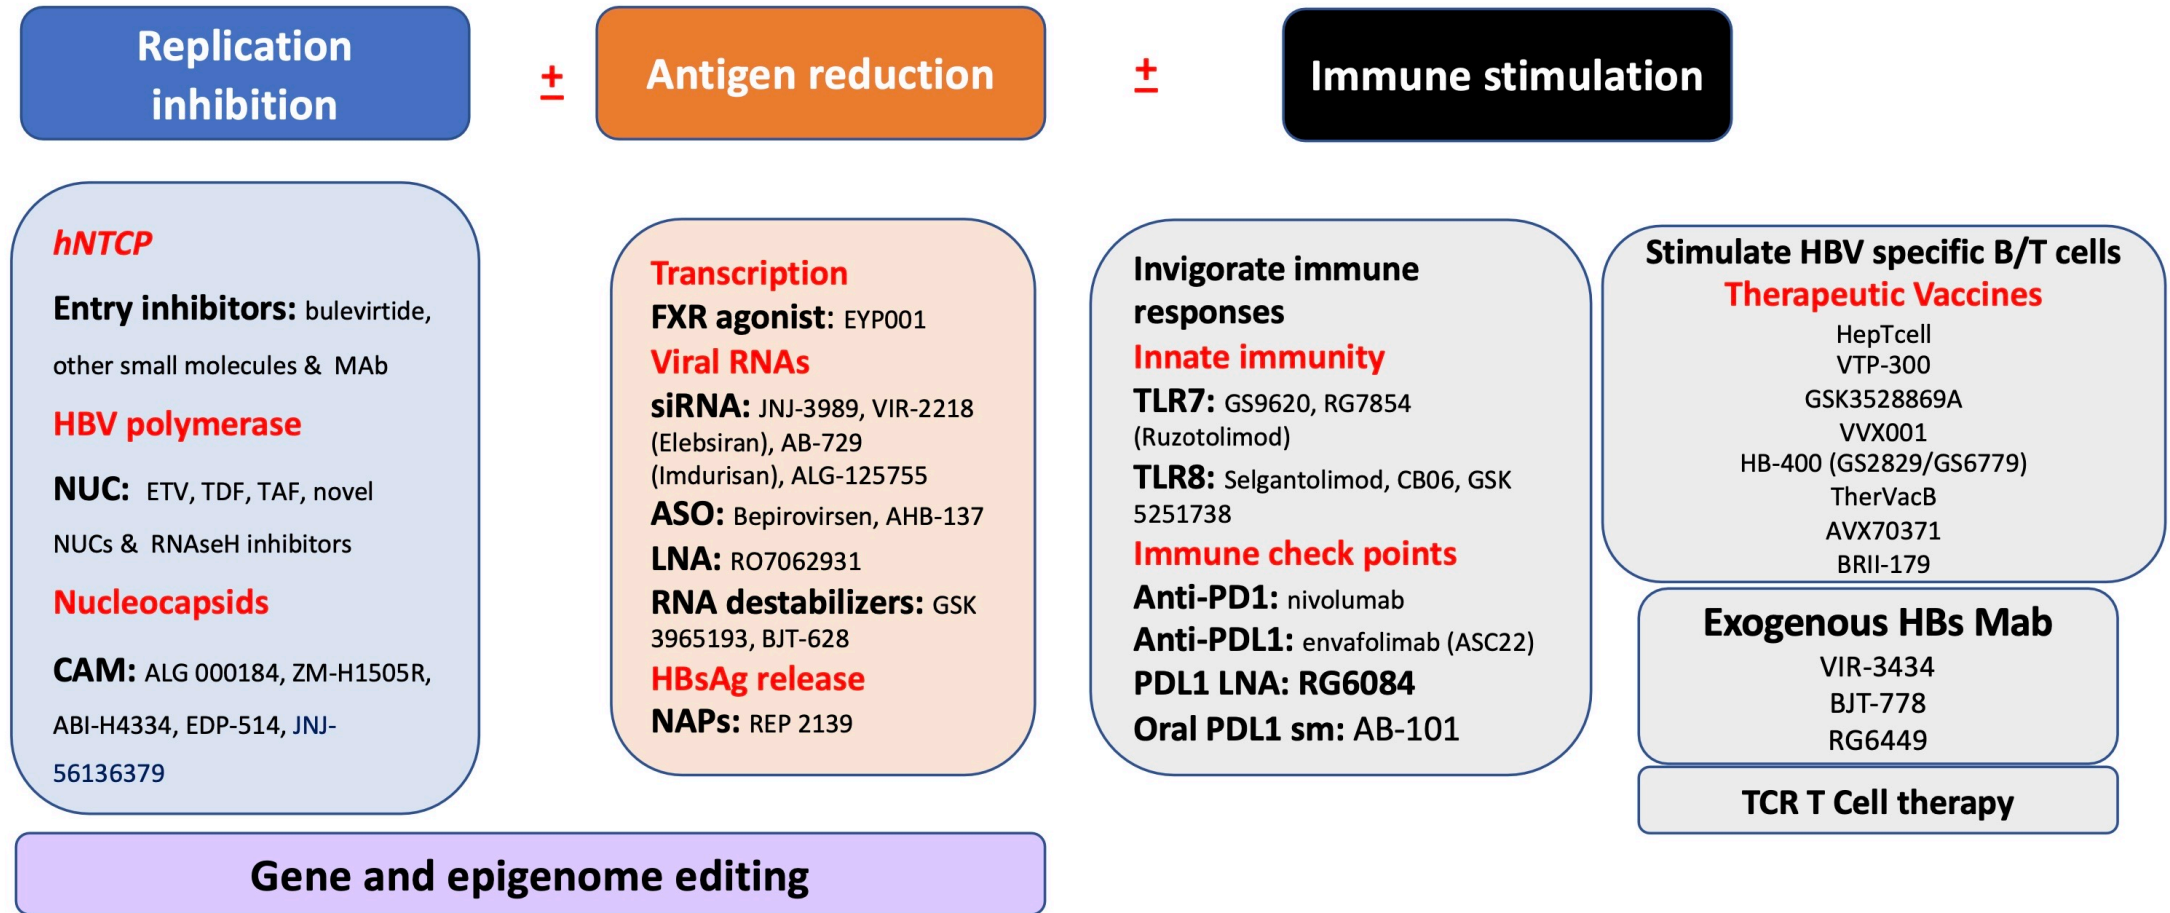 Replication
inhibition
±
Antigen reduction
±
Immune stimulation
hNTCP
Entry inhibitors: bulevirtide,
other small molecules & MAb
HBV polymerase
NUC: ETV, TDF, TAF, novel
NUCs & RNAseH inhibitors
Nucleocapsids
CAM: ALG 000184, ZM-H1505R,
ABI-H4334, EDP-514, JNJ-
56136379
Transcription
FXR agonist: EYP001
Viral RNAs
siRNA: JNJ-3989, VIR-2218
(Elebsiran), AB-729
(Imdurisan), ALG-125755
ASO: Bepirovirsen, AHB-137
LNA: RO7062931
RNA destabilizers: GSK
3965193, BJT-628
HBsAg release
NAPs: REP 2139
Invigorate immune
responses
Innate immunity
TLR7: GS9620, RG7854
(Ruzotolimod)
TLR8: Selgantolimod, CB06, GSK
5251738
Immune check points
Anti-PD1: nivolumab
Anti-PDL1: envafolimab (ASC22)
PDL1 LNA: RG6084
Oral PDL1 sm: AB-101
Stimulate HBV specific B/T cells
Therapeutic Vaccines
HepTcell
VTP-300
GSK3528869A
VVX001
HB-400 (GS2829/GS6779)
TherVacB
AVX70371
BRII-179
Exogenous HBs Mab
VIR-3434
BJT-778
RG6449
TCR T Cell therapy
Gene and epigenome editing